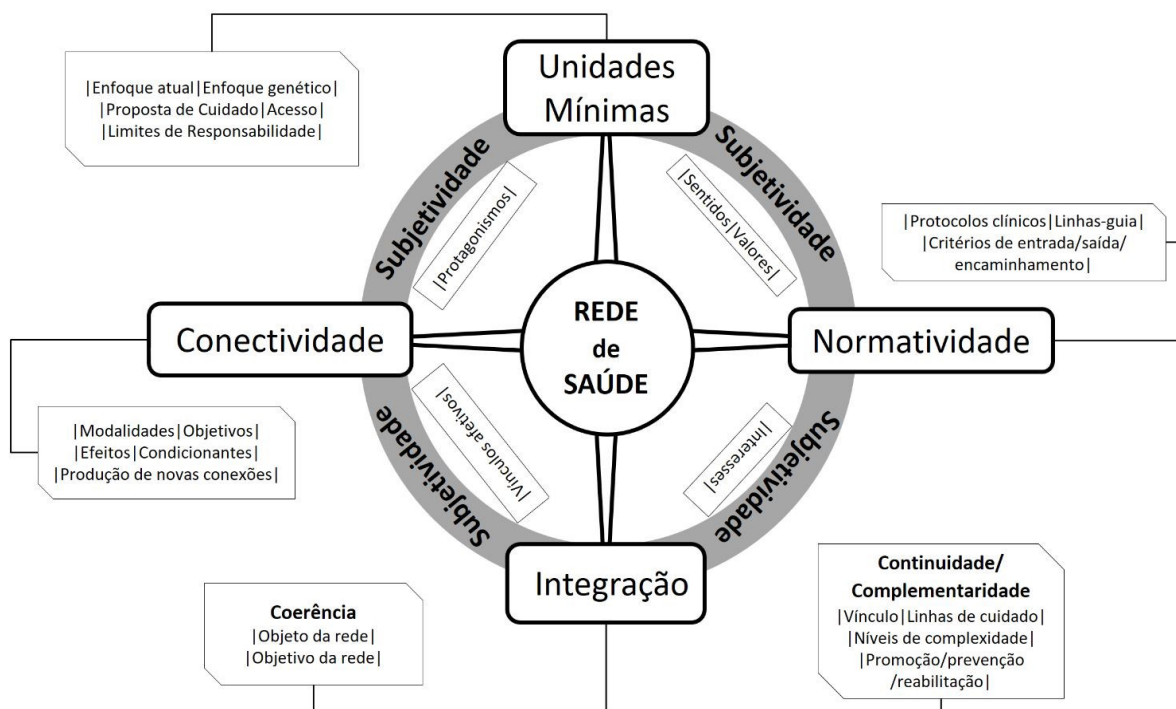 Unidades
Mínimas
|Enfoque atual|Enfoque genético|
|Proposta de Cuidado|Acesso|
|Limites de Responsabilidade|
Subjetividade
Subjetividade
|Protagonismos|
|Sentidos|Valores|
|Protocolos clínicos|Linhas-guia|
|Critérios de entrada/saída/
encaminhamento|
Conectividade
REDE
de
SAÚDE
Normatividade
|Modalidades|Objetivos|
|Efeitos|Condicionantes|
|Produção de novas conexões|
|Vínculos afetivos|
|Interesses|
Subjetividade
Subjetividade
Integração
Coerência
|Objeto da rede|
|Objetivo da rede|
Continuidade/
Complementaridade
|Vínculo|Linhas de cuidado|
|Níveis de complexidade|
|Promoção/prevenção
/reabilitação|